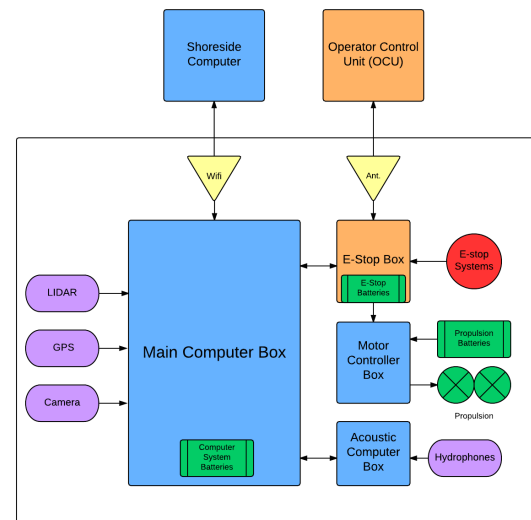 Shoreside
Computer
Operator Control
Unit (OCU)
Wifi
Ant.
E-Stop Box
E-stop
Systems
E-Stop
Batteries
LIDAR
GPS
Camera
Main Computer Box
Motor
Controller
Box
Propulsion
Batteries
Propulsion
Computer
System
Batteries
Acoustic
Computer
Box
Hydrophones